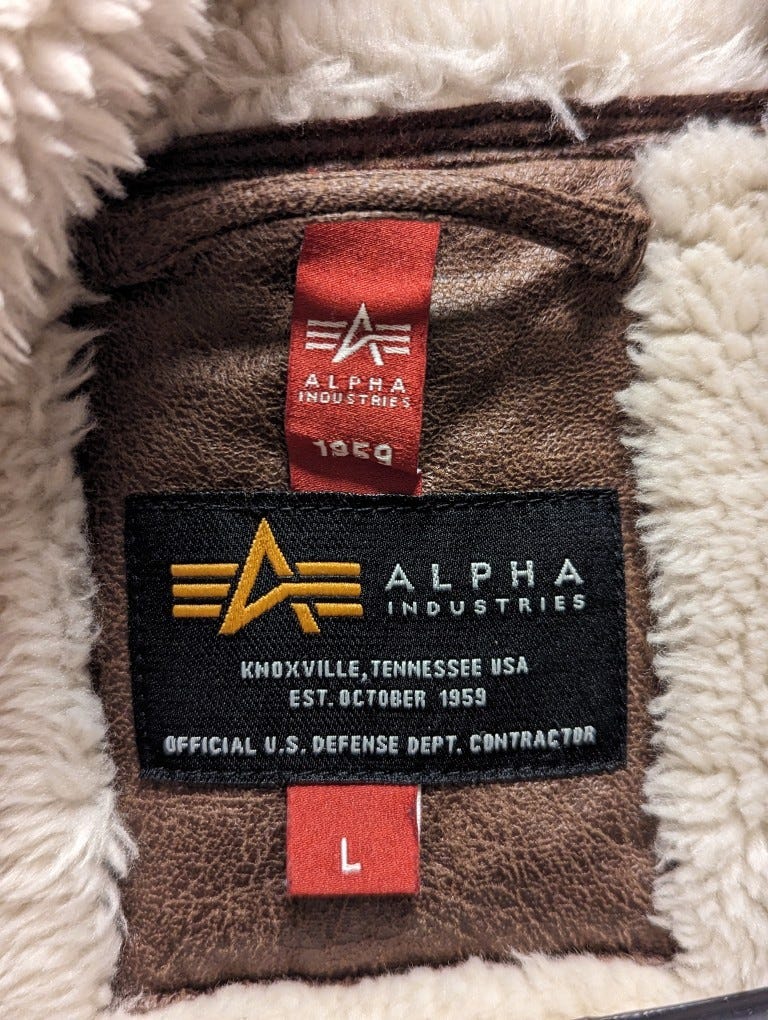 ALPHA
INDUSTRIES
1959
ALPHA
INDUSTRIES
KNOXVILLE, TENNESSEE USA
EST. OCTOBER 1959
OFFICIAL U.S. DEFENSE DEPT. CONTRACTOR
L